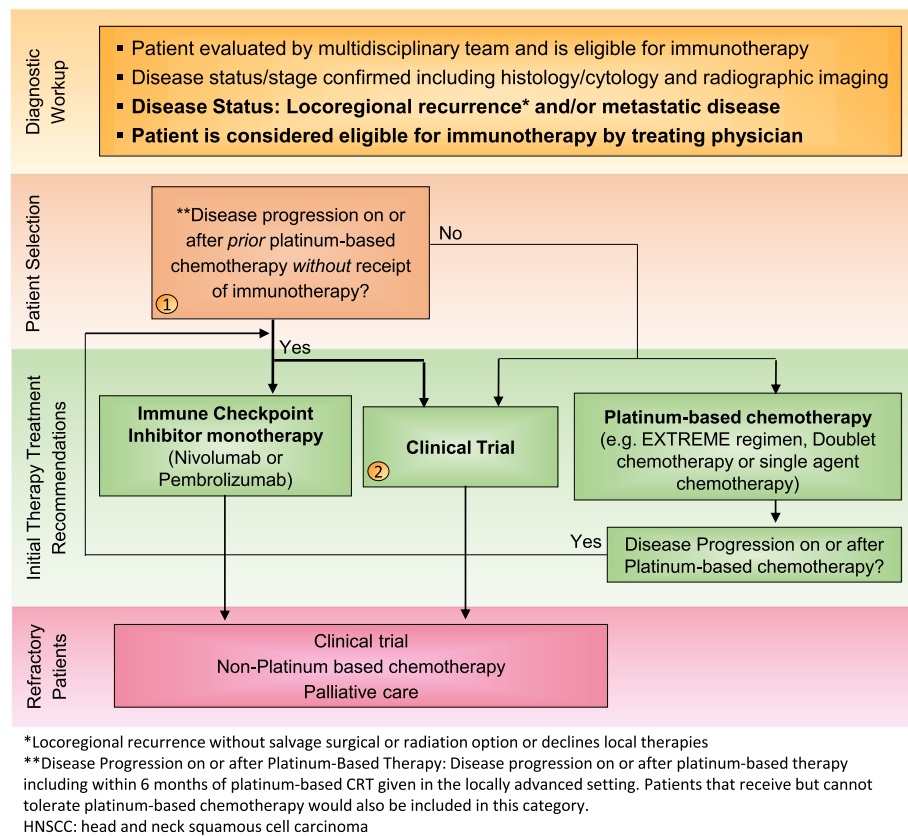 Diagnostic
Workup
▪ Patient evaluated by multidisciplinary team and is eligible for immunotherapy
▪ Disease status/stage confirmed including histology/cytology and radiographic imaging
▪ Disease Status: Locoregional recurrence* and/or metastatic disease
▪ Patient is considered eligible for immunotherapy by treating physician
Patient Selection
**Disease progression on or
after prior platinum-based
chemotherapy without receipt
of immunotherapy?
1
No
Yes
Initial Therapy Treatment
Recommendations
Immune Checkpoint
Inhibitor monotherapy
(Nivolumab or
Pembrolizumab)
Clinical Trial
2
Platinum-based chemotherapy
(e.g. EXTREME regimen, Doublet
chemotherapy or single agent
chemotherapy)
Yes
Disease Progression on or after
Platinum-based chemotherapy?
Refractory
Patients
Clinical trial
Non-Platinum based chemotherapy
Palliative care
*Locoregional recurrence without salvage surgical or radiation option or declines local therapies
**Disease Progression on or after Platinum-Based Therapy: Disease progression on or after platinum-based therapy
including within 6 months of platinum-based CRT given in the locally advanced setting. Patients that receive but cannot
tolerate platinum-based chemotherapy would also be included in this category.
HNSCC: head and neck squamous cell carcinoma